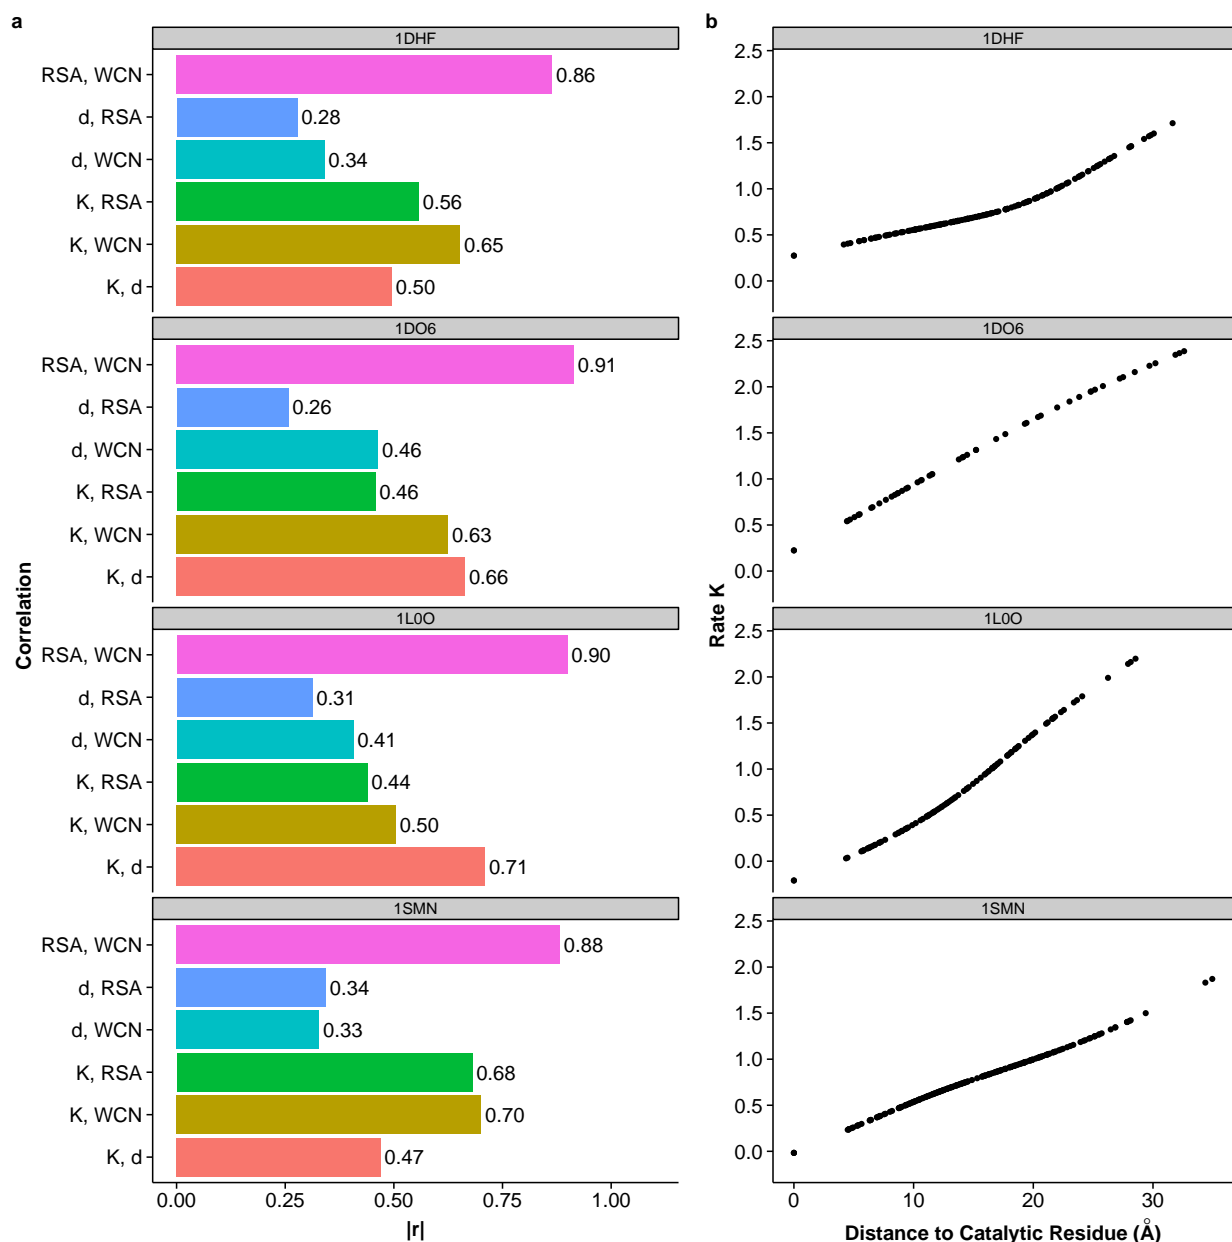 a
Correlation
1DHF
RSA, WCN
0.86
d, RSA
0.28
d, WCN
0.34
K, RSA
0.56
K, WCN
0.65
K, d
0.50
1DO6
RSA, WCN
0.91
d, RSA
0.26
d, WCN
0.46
K, RSA
0.46
K, WCN
0.63
K, d
0.66
1L0O
RSA, WCN
0.90
d, RSA
0.31
d, WCN
0.41
K, RSA
0.44
K, WCN
0.50
K, d
0.71
1SMN
RSA, WCN
0.88
d, RSA
0.34
d, WCN
0.33
K, RSA
0.68
K, WCN
0.70
K, d
0.47
0.00 0.25 0.50 0.75 1.00
|r|
b
Rate K
1DHF
2.5
2.0
1.5
1.0
0.5
0.0
1DO6
2.5
2.0
1.5
1.0
0.5
0.0
1L0O
2.5
2.0
1.5
1.0
0.5
0.0
1SMN
2.5
2.0
1.5
1.0
0.5
0.0
0 10 20 30
Distance to Catalytic Residue (Å)